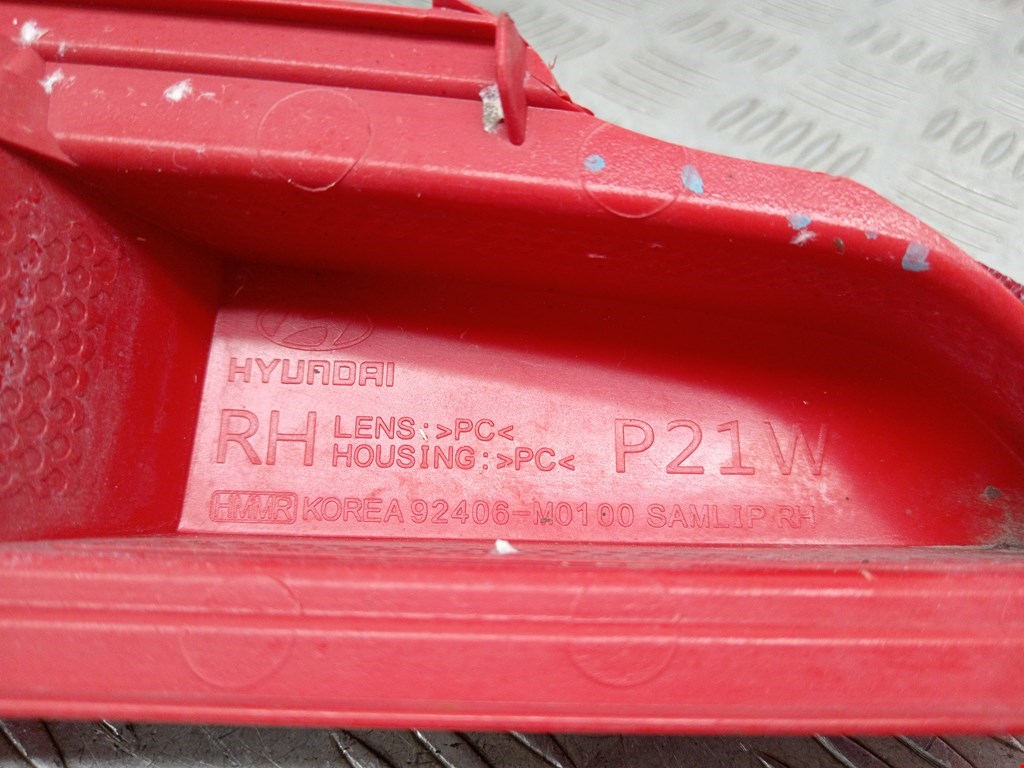 HYUNDAI
RH LENS:>PC<
HOUSING:>PC< P21W
HMMR KOREA 92406-M0100 SAMLIP RH